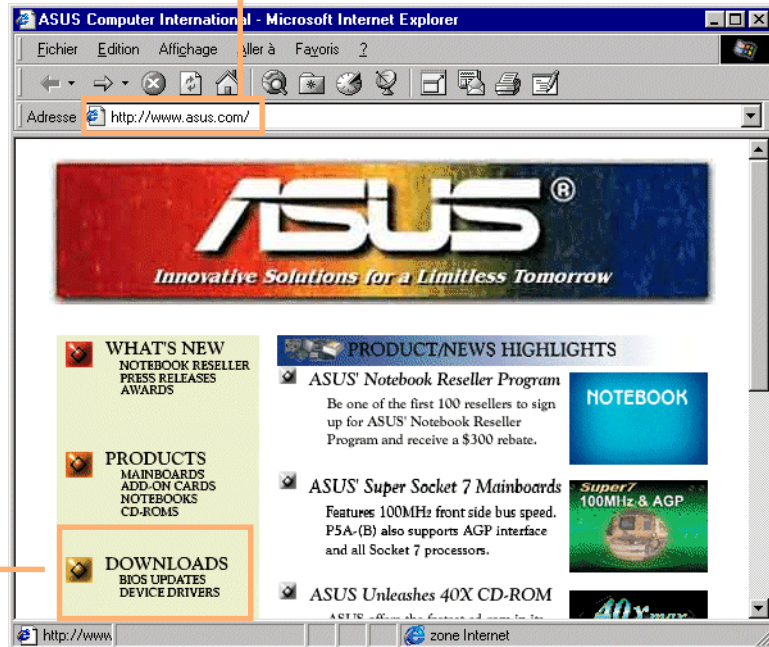 ASUS Computer International - Microsoft Internet Explorer
Fichier Edition Affichage Aller à Favoris ?
Adresse http://www.asus.com/
ASUS®
Innovative Solutions for a Limitless Tomorrow
WHAT'S NEW
NOTEBOOK RESELLER
PRESS RELEASES
AWARDS
PRODUCTS
MAINBOARDS
ADD-ON CARDS
NOTEBOOKS
CD-ROMS
DOWNLOADS
BIOS UPDATES
DEVICE DRIVERS
PRODUCT/NEWS HIGHLIGHTS
ASUS' Notebook Reseller Program
Be one of the first 100 resellers to sign
up for ASUS' Notebook Reseller
Program and receive a $300 rebate.
NOTEBOOK
ASUS' Super Socket 7 Mainboards
Features 100MHz front side bus speed.
P5A-(B) also supports AGP interface
and all Socket 7 processors.
Super7
100MHz & AGP
ASUS Unleashes 40X CD-ROM
40X max
http://www
zone Internet